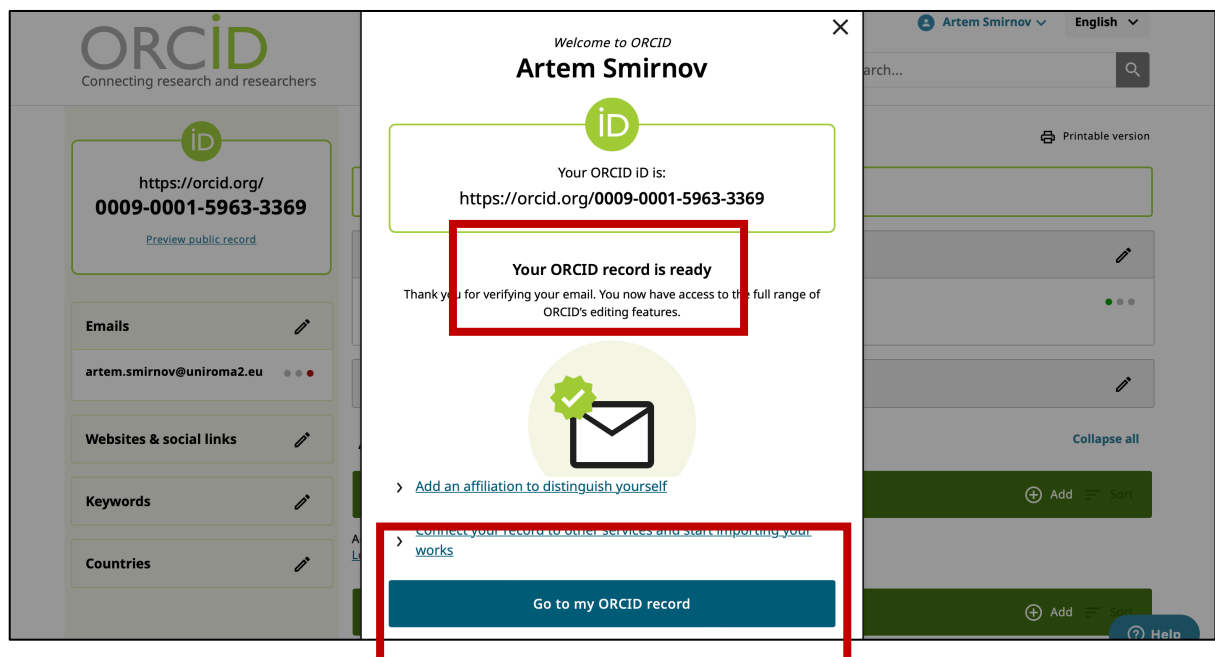 ORCID
Connecting research and researchers
Artem Smirnov
English
arch...
iD
https://orcid.org/
0009-0001-5963-3369
Preview public record
Emails
artem.smirnov@uniroma2.eu
Websites & social links
Keywords
Countries
Welcome to ORCID
Artem Smirnov
iD
Your ORCID iD is:
https://orcid.org/0009-0001-5963-3369
Your ORCID record is ready
Thank you for verifying your email. You now have access to the full range of
ORCID's editing features.
Add an affiliation to distinguish yourself
Connect your record to other services and start importing your
works
Go to my ORCID record
Printable version
Collapse all
Add Sort
Add Sort
Help